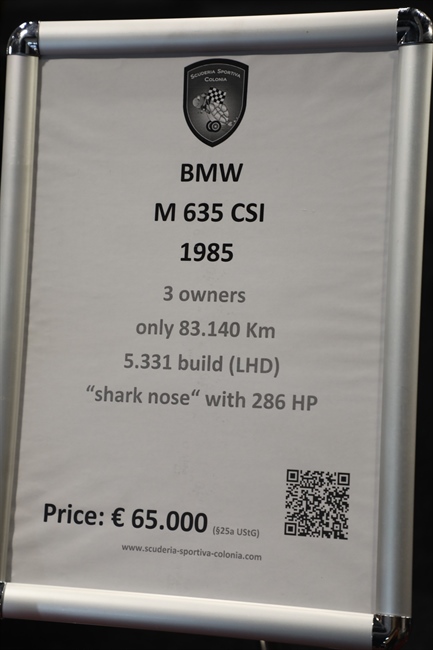 SCUDERIA SPORTIVA
COLONIA
BMW
M 635 CSI
1985
3 owners
only 83.140 Km
5.331 build (LHD)
“shark nose“ with 286 HP
Price: € 65.000 (§25a UStG)
www.scuderia-sportiva-colonia.com